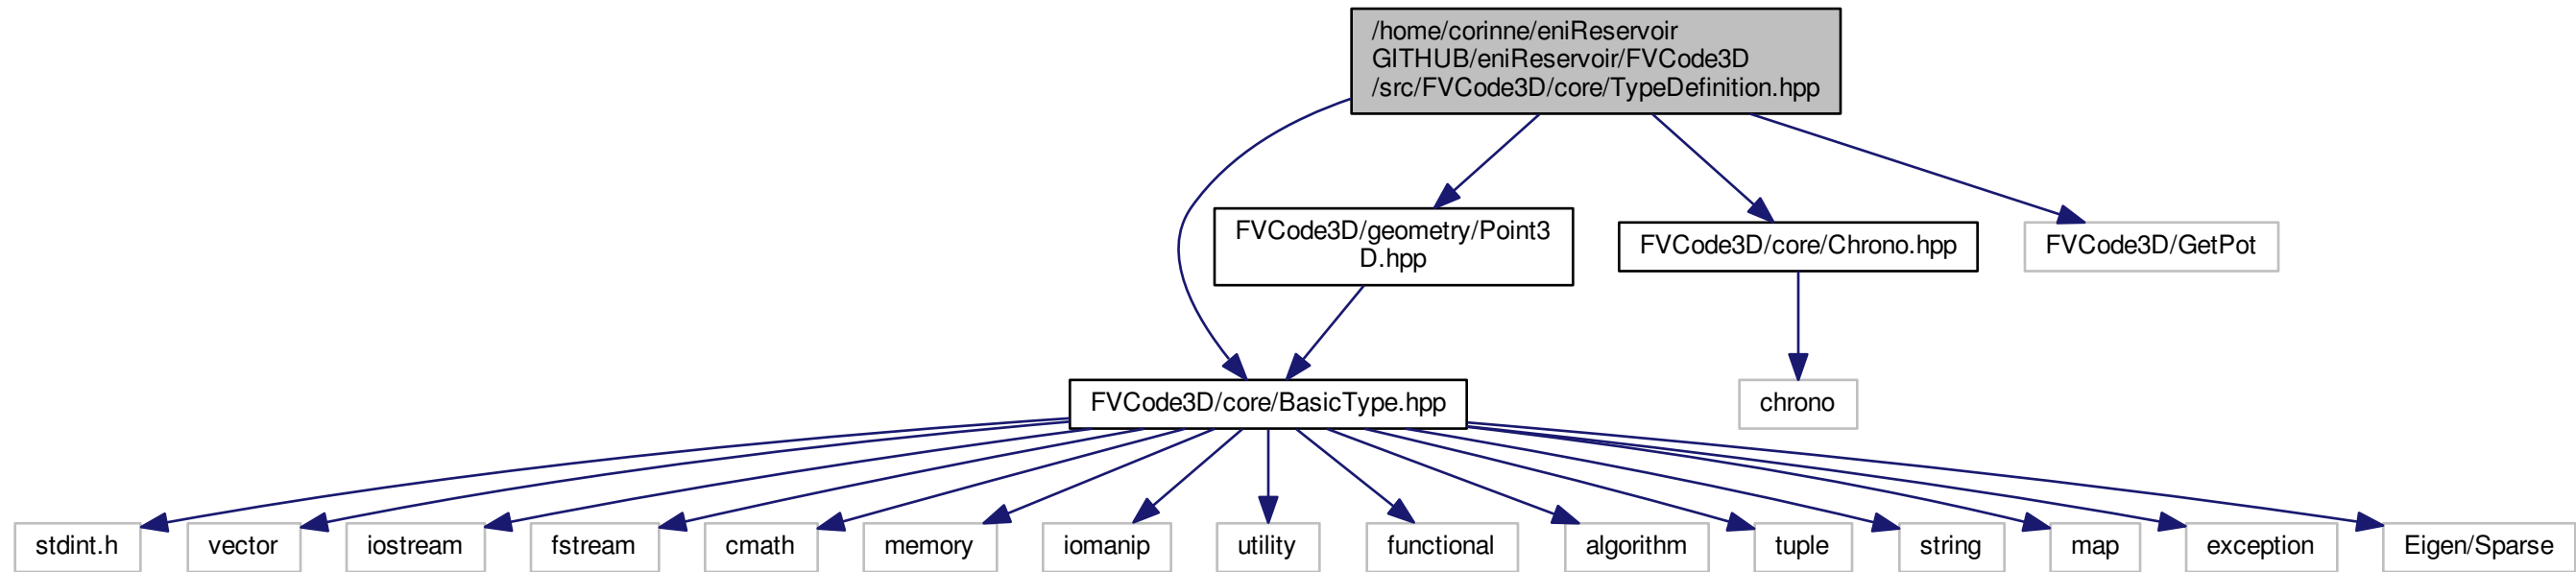 /home/corinne/eniReservoir
GITHUB/eniReservoir/FVCode3D
/src/FVCode3D/core/TypeDefinition.hpp
FVCode3D/geometry/Point3
D.hpp
FVCode3D/core/Chrono.hpp
FVCode3D/GetPot
FVCode3D/core/BasicType.hpp
chrono
stdint.h
vector
iostream
fstream
cmath
memory
iomanip
utility
functional
algorithm
tuple
string
map
exception
Eigen/Sparse